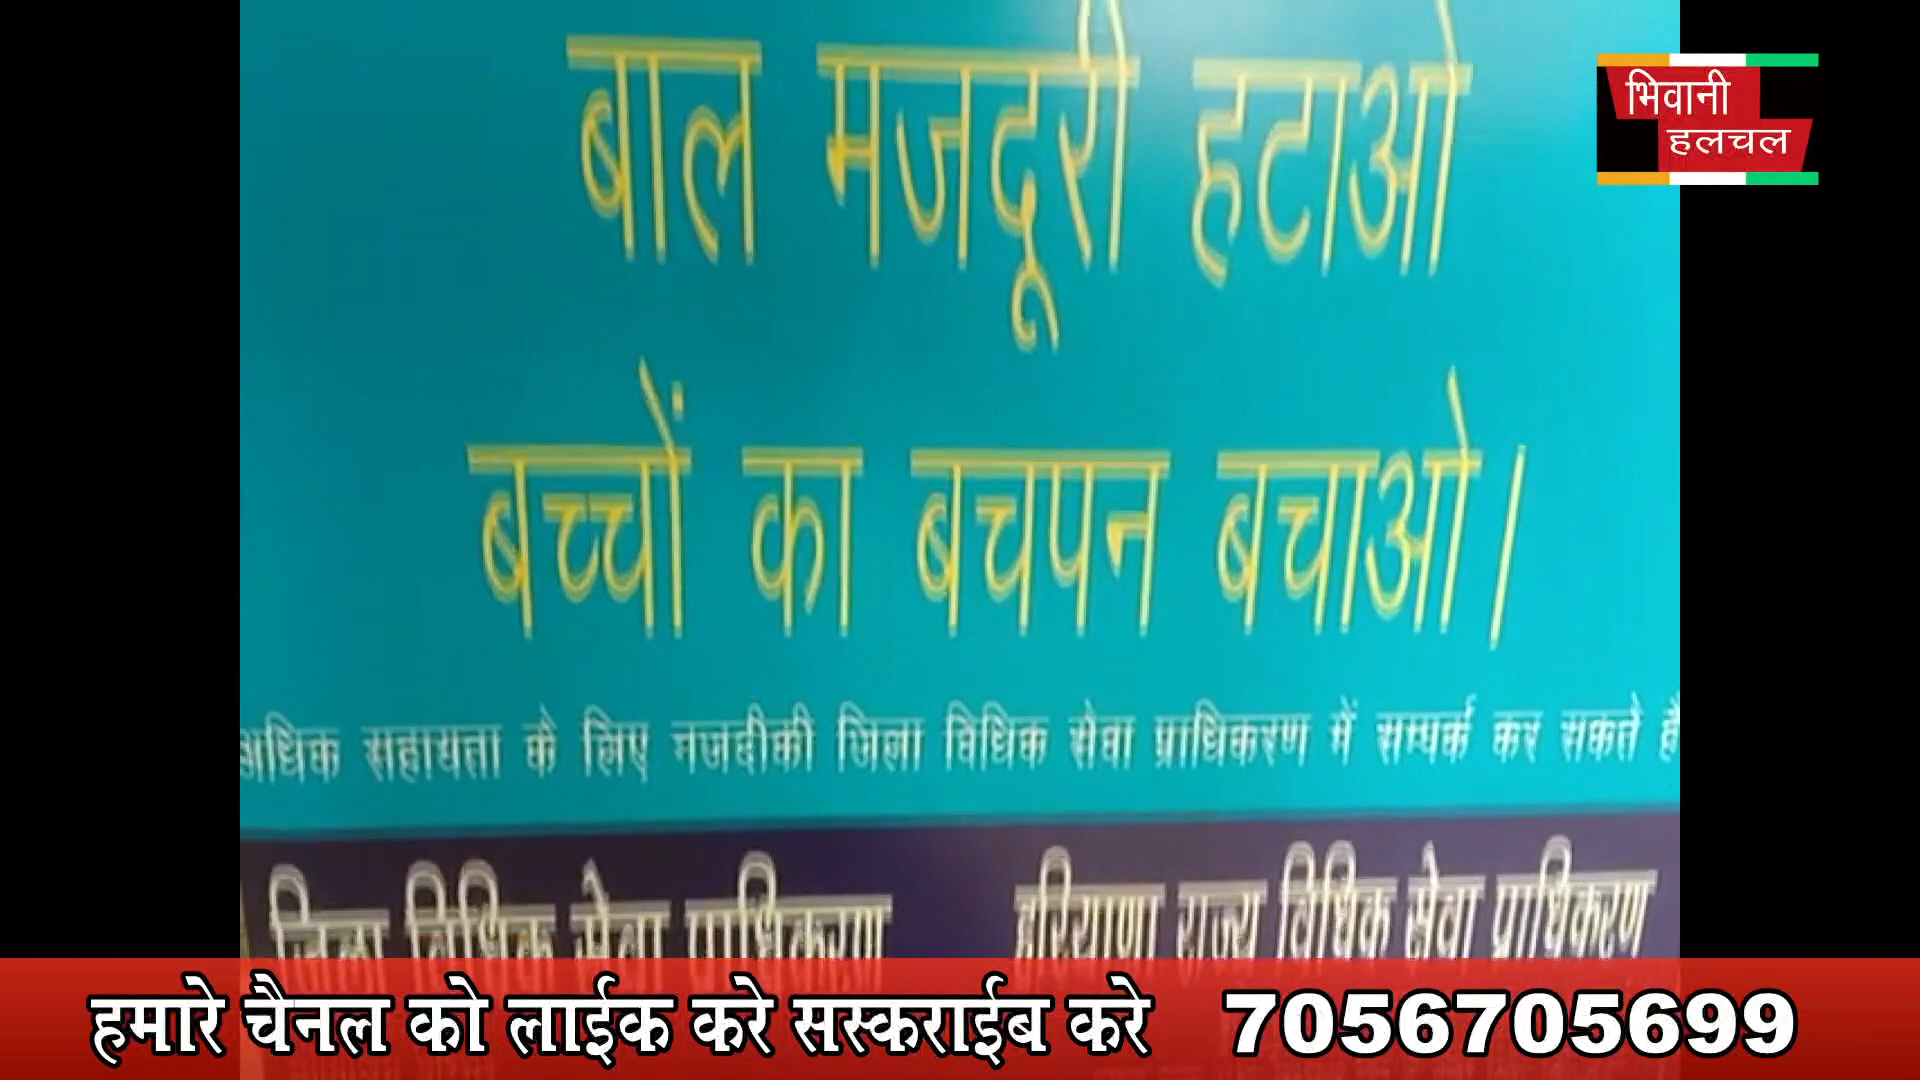 बाल मजदूरी हटाओ
भिवानी
हलचल
बच्चों का बचपन बचाओ।
अधिक सहायता के लिए नजदीकी जिला विधिक सेवा प्राधिकरण में सम्पर्क कर सकते है
जिला विधिक सेवा प्राधिकरण हरियाणा राज्य विधिक सेवा प्राधिकरण
हमारे चैनल को लाईक करे सस्कराईब करे 7056705699